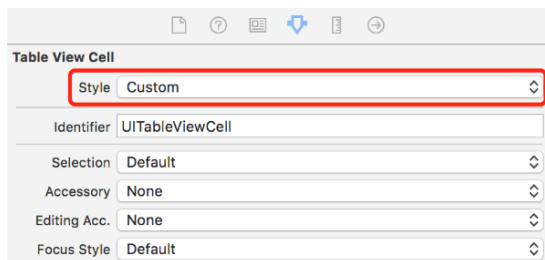 Table View Cell
Style Custom
Identifier UITableViewCell
Selection Default
Accessory None
Editing Acc. None
Focus Style Default